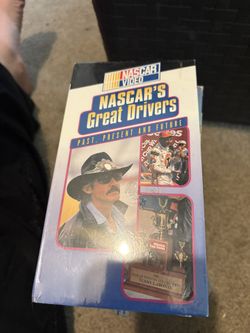 NASCAR
VIDEO
NASCAR'S
Great Drivers
PAST, PRESENT AND FUTURE